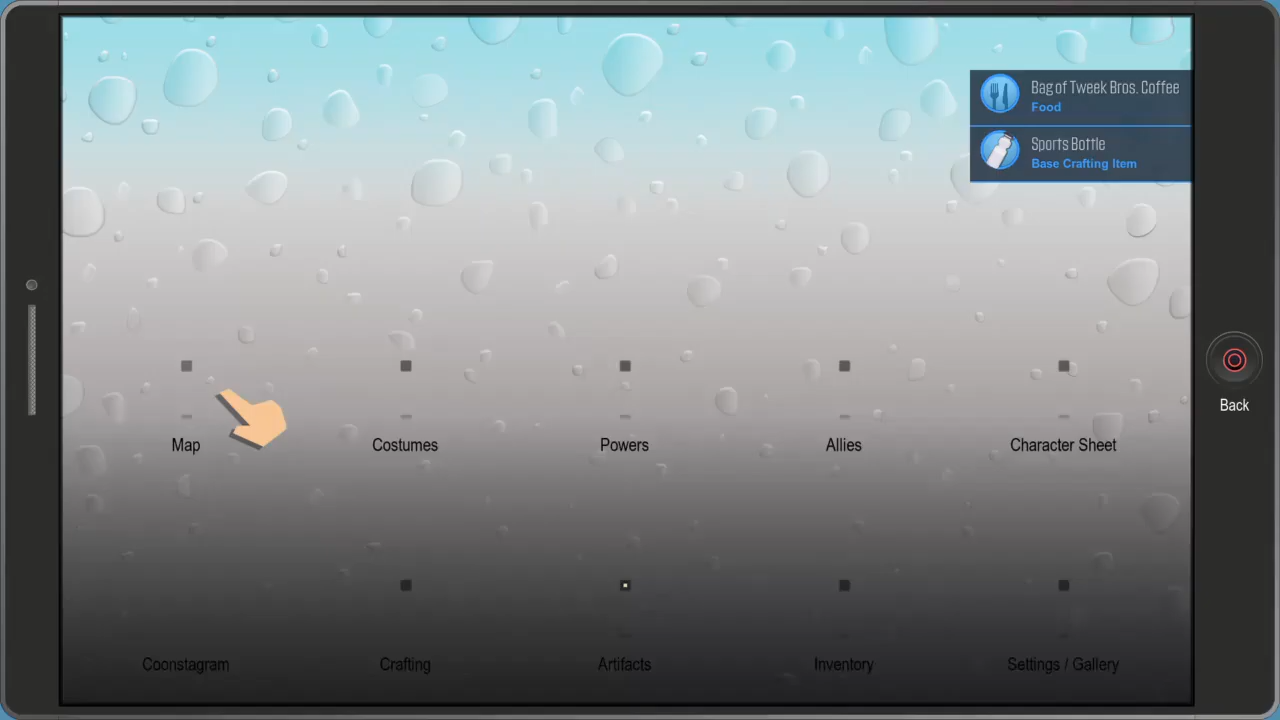 Bag of Tweek Bros. Coffee
Food
Sports Bottle
Base Crafting Item
Back
Map
Costumes
Powers
Allies
Character Sheet
Coonstagram
Crafting
Artifacts
Inventory
Settings / Gallery